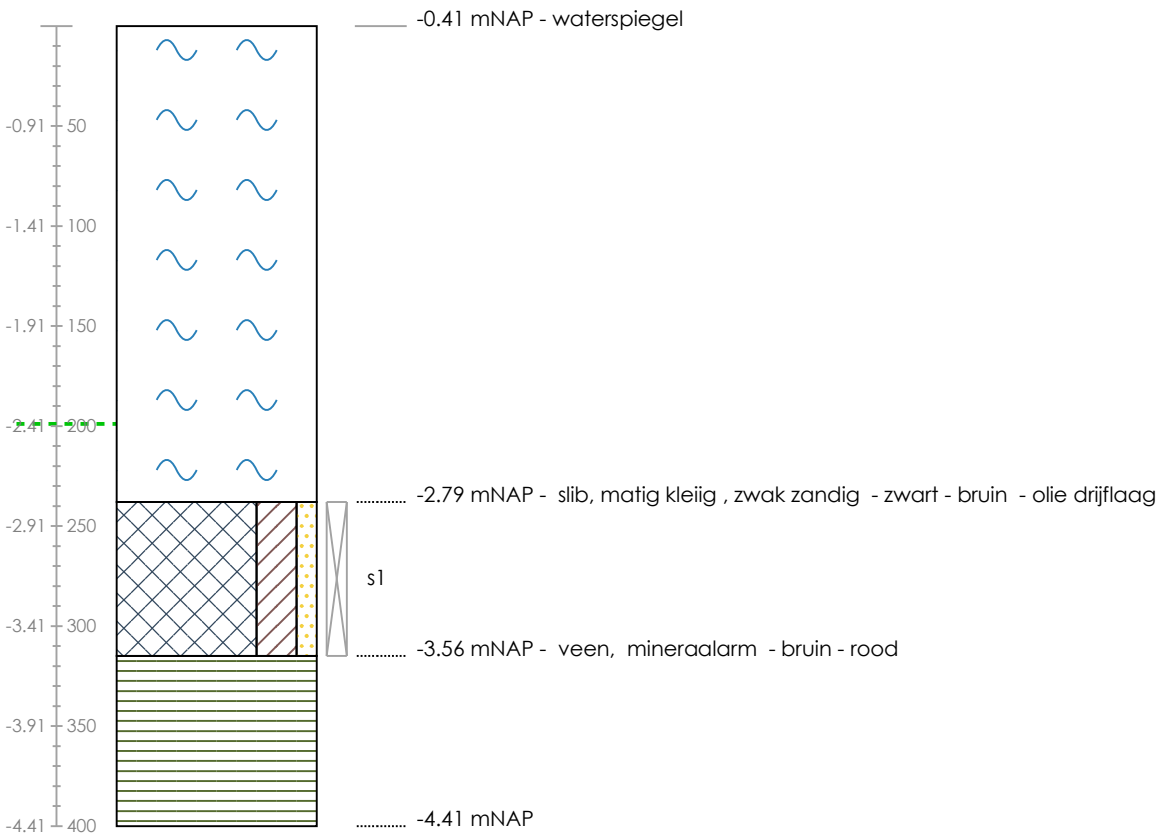 -0.41 mNAP - waterspiegel
-0.91 50
-1.41 100
-1.91 150
-2.41 200
-2.79 mNAP - slib, matig kleiig , zwak zandig - zwart - bruin - olie drijflaag
-2.91 250
s1
-3.41 300
-3.56 mNAP - veen, mineraalarm - bruin - rood
-3.91 350
-4.41 mNAP
-4.41 400